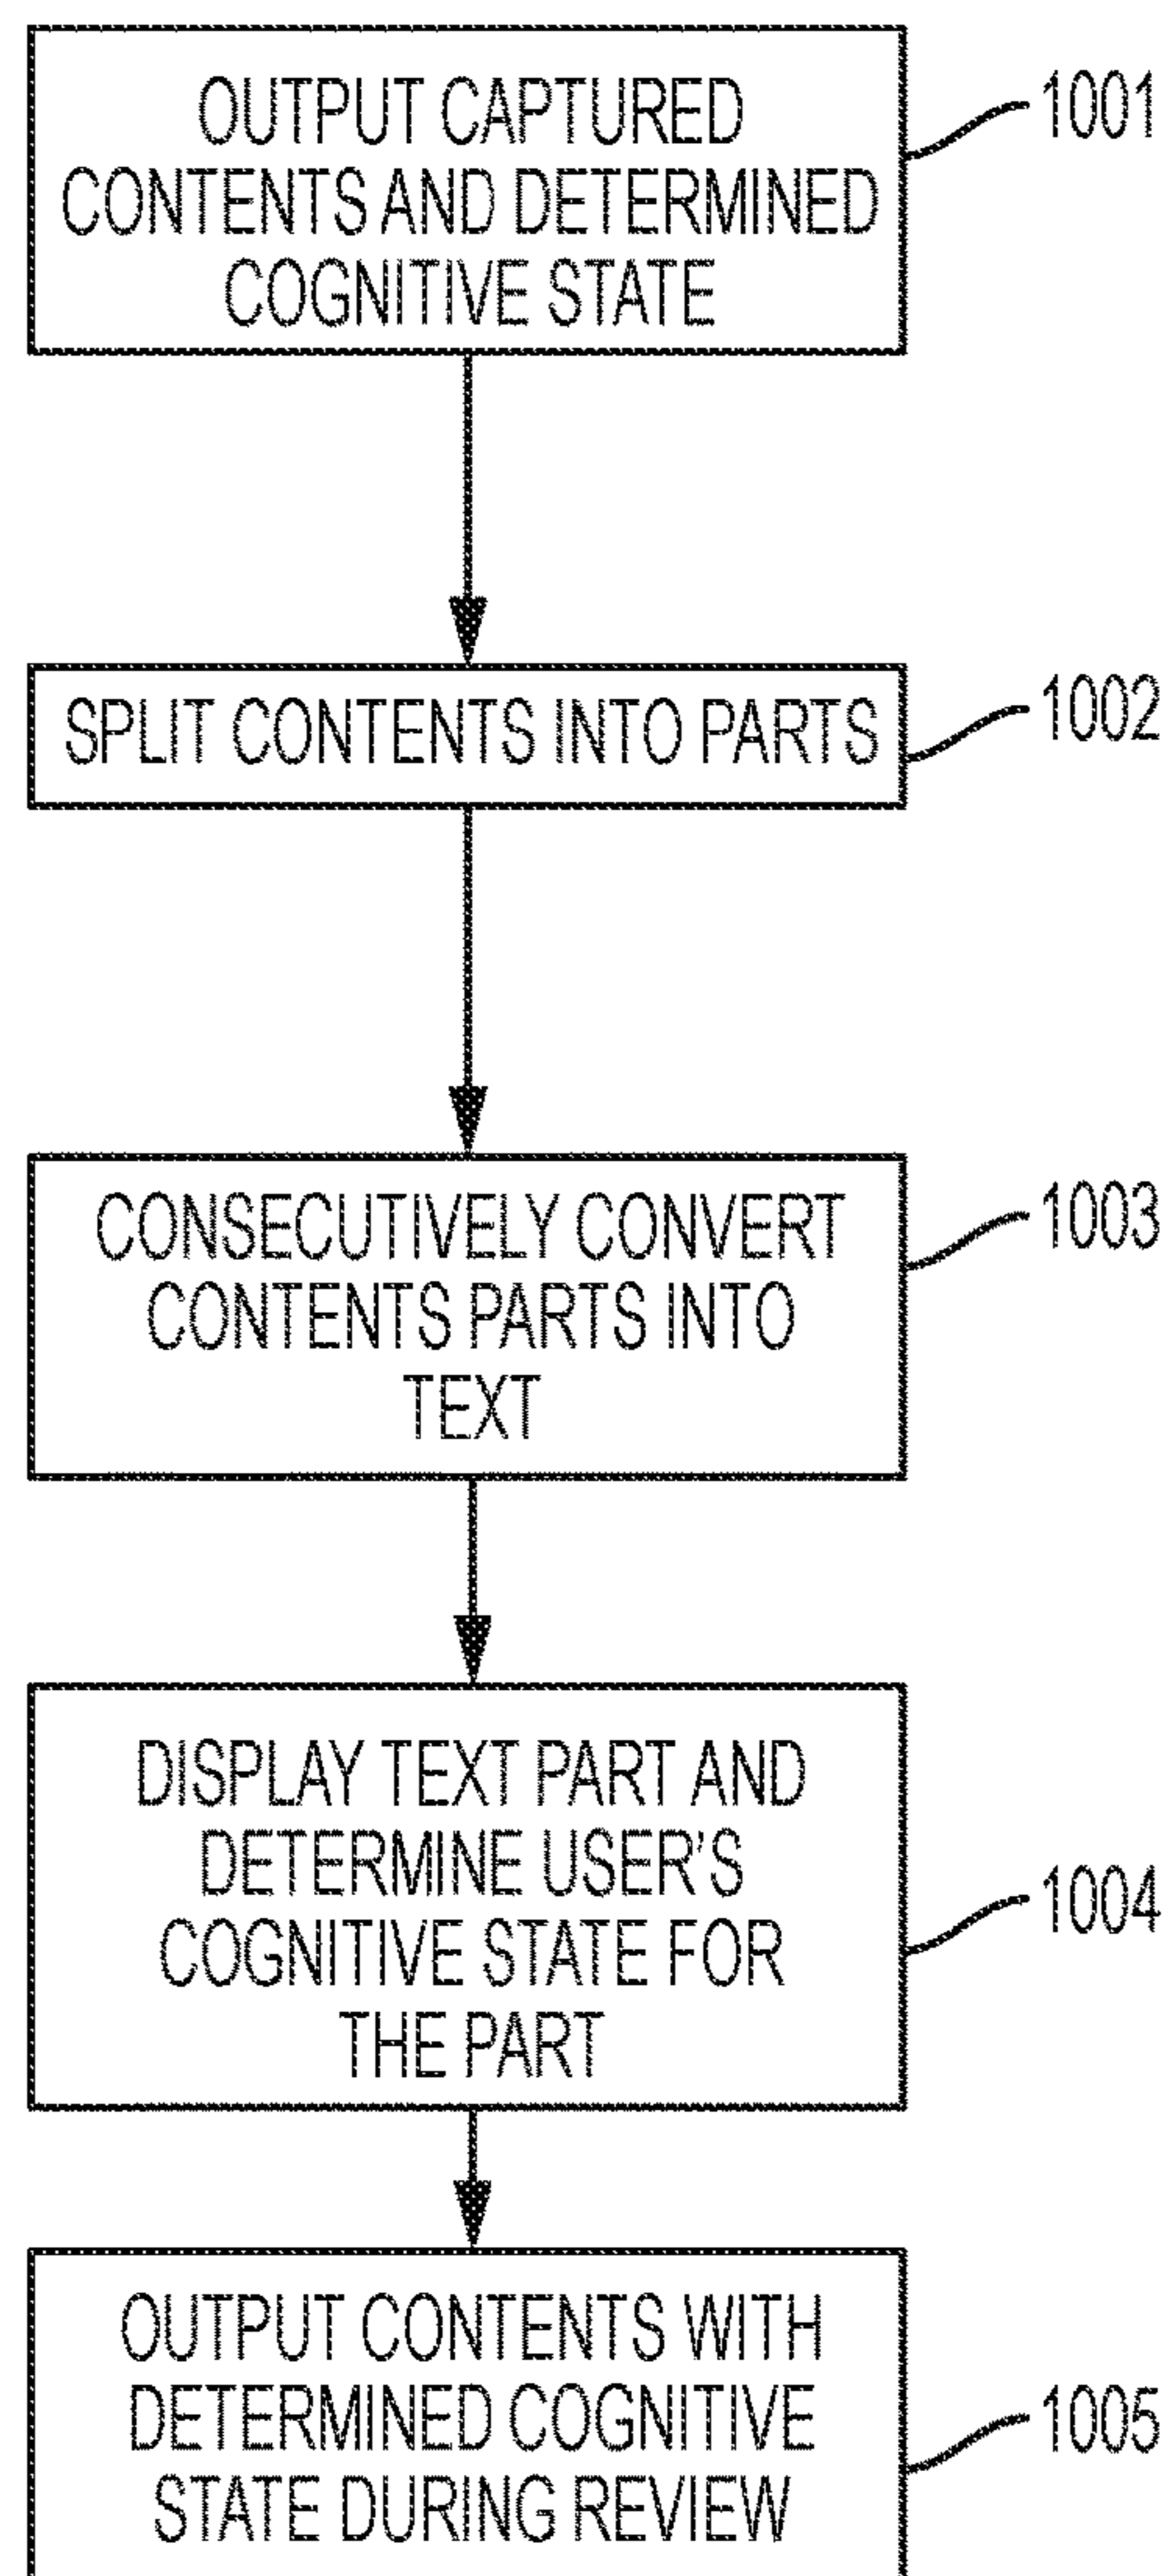 OUTPUT CAPTURED
CONTENTS AND DETERMINED
COGNITIVE STATE
1001
SPLIT CONTENTS INTO PARTS
1002
CONSECUTIVELY CONVERT
CONTENTS PARTS INTO
TEXT
1003
DISPLAY TEXT PART AND
DETERMINE USER'S
COGNITIVE STATE FOR
THE PART
1004
OUTPUT CONTENTS WITH
DETERMINED COGNITIVE
STATE DURING REVIEW
1005